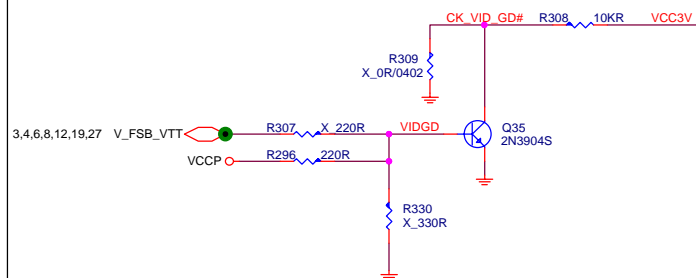 CK_VID_GD# R308 10KR VCC3V
R309
X_0R/0402
3,4,6,8,12,19,27 V_FSB_VTT R307 X_220R VIDGD Q35
2N3904S
VCCP R296 220R
R330
X_330R